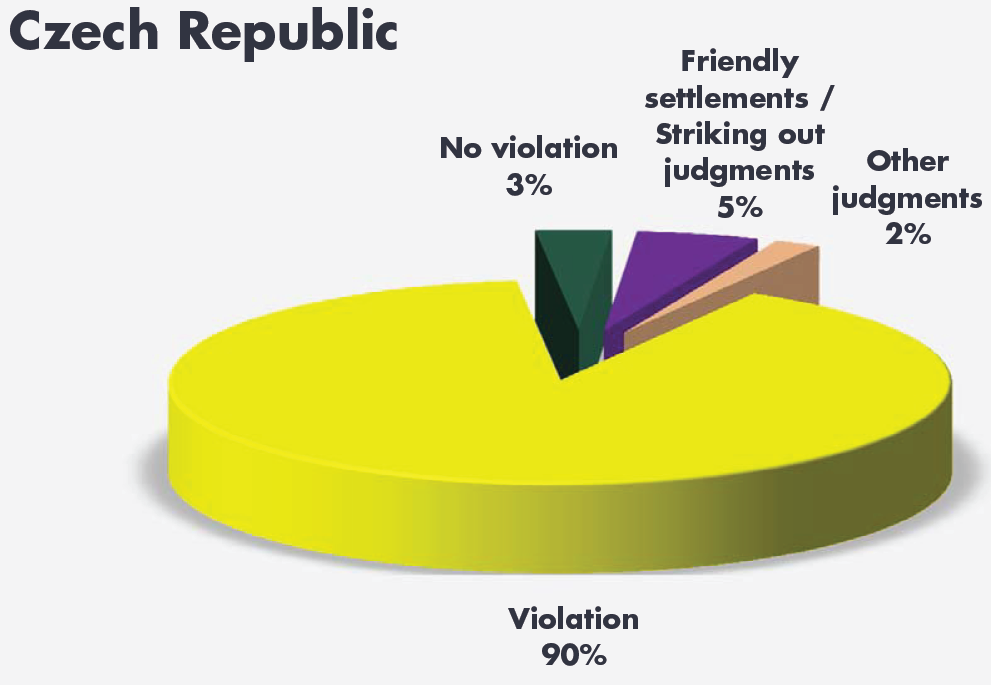 Czech Republic
Friendly
settlements /
Striking out
judgments
5%
No violation
3%
Other
judgments
2%
Violation
90%